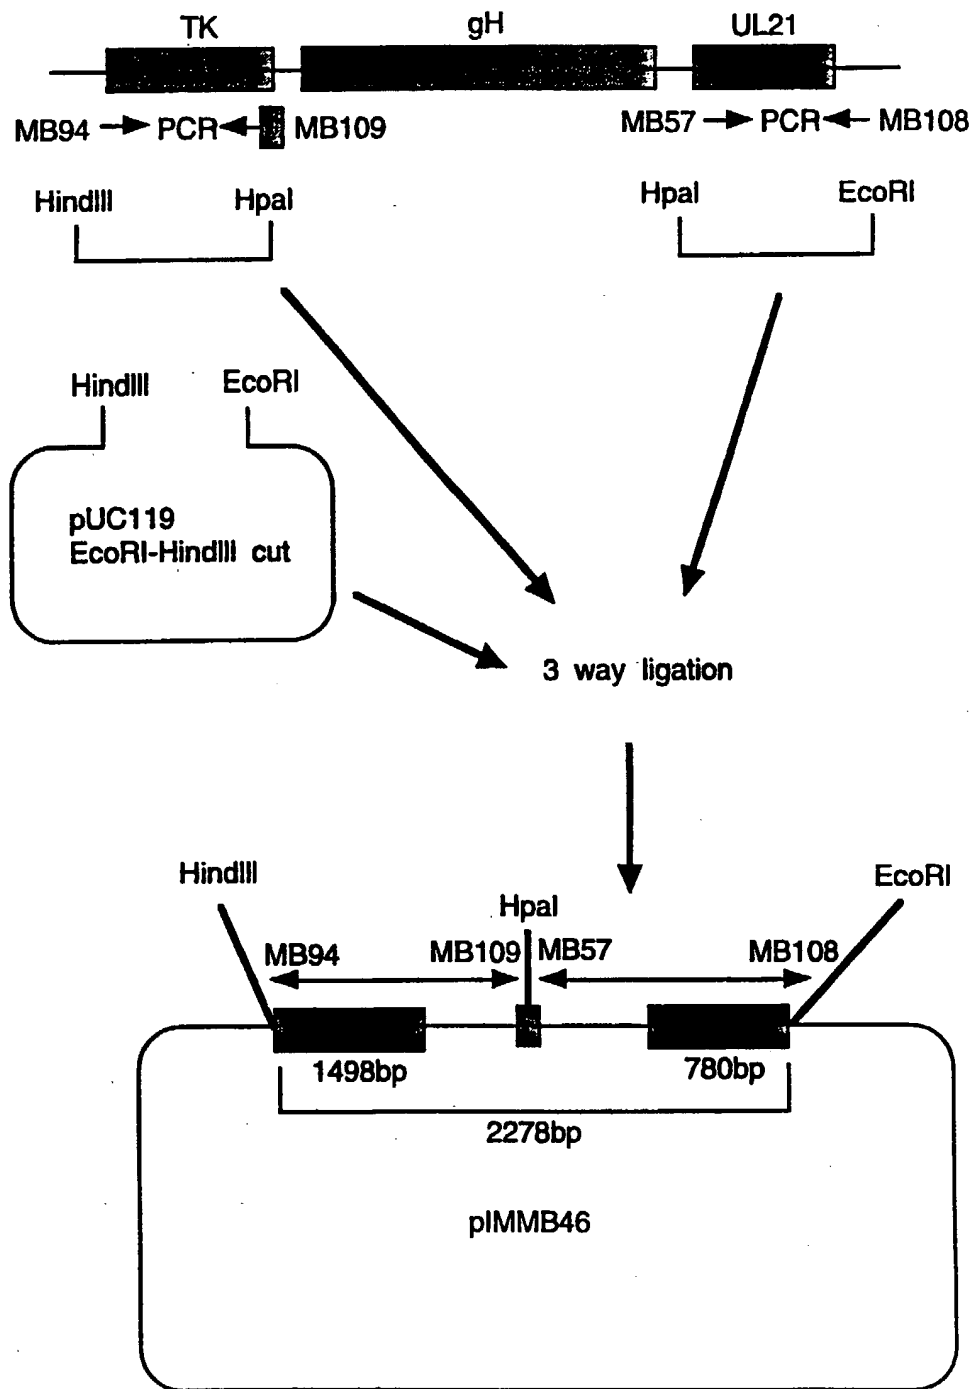 TK gH UL21
MB94 PCR MB109 MB57 PCR MB108
HindIII HpaI HpaI EcoRI
HindIII EcoRI
pUC119
EcoRI-HindIII cut
3 way ligation
HindIII HpaI EcoRI
MB94 MB109 MB57 MB108
1498bp 780bp
2278bp
pIMMB46